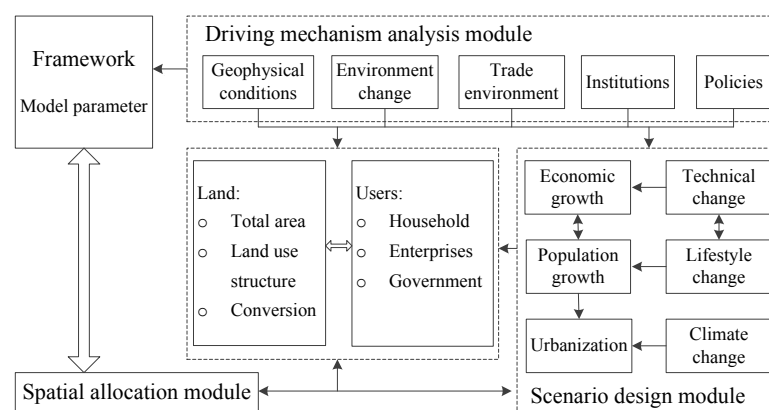 Framework
Model parameter
Driving mechanism analysis module
Geophysical
conditions
Environment
change
Trade
environment
Institutions
Policies
Land:
○ Total area
○ Land use
structure
○ Conversion
Users:
○ Household
○ Enterprises
○ Government
Economic
growth
Technical
change
Population
growth
Lifestyle
change
Urbanization
Climate
change
Scenario design module
Spatial allocation module